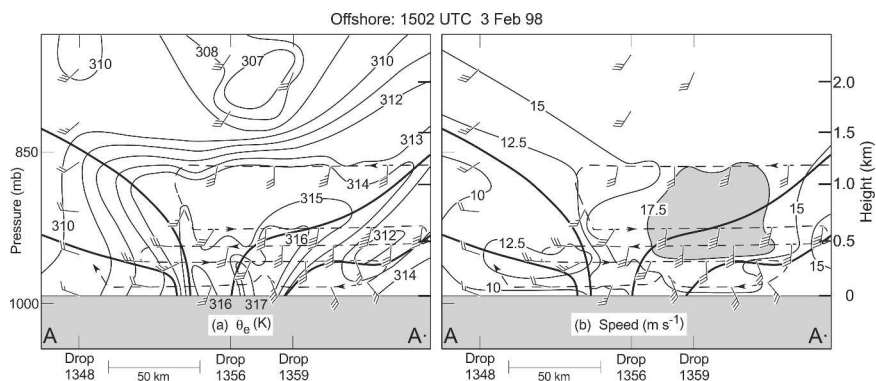 Offshore: 1502 UTC 3 Feb 98
310
308
307
310
312
313
314
315
316
312
314
310
316
317
850
1000
Pressure (mb)
(a) θe (K)
A
A·
15
12.5
10
17.5
15
12.5
10
15
2.0
1.5
1.0
0.5
0
Height (km)
(b) Speed (m s-1)
A
A·
Drop
1348
50 km
Drop
1356
Drop
1359
Drop
1348
50 km
Drop
1356
Drop
1359